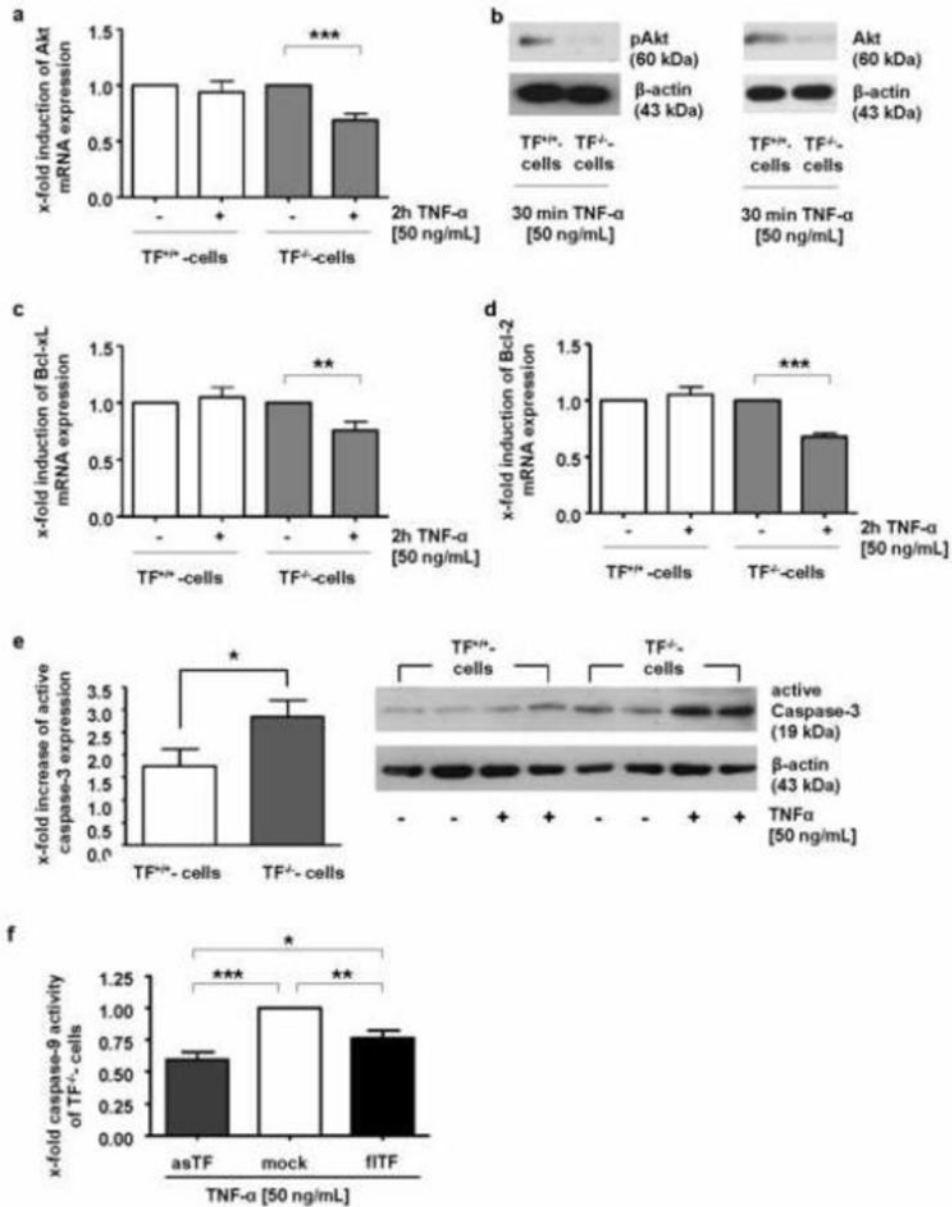 a
x-fold induction of Akt
mRNA expression
1.5
1.0
0.5
0.0
***
- + - +
2h TNF-α
[50 ng/mL]
TF+/+-cells TF-/--cells
b
pAkt
(60 kDa)
β-actin
(43 kDa)
TF+/+- TF-/--
cells cells
30 min TNF-α
[50 ng/mL]
Akt
(60 kDa)
β-actin
(43 kDa)
TF+/+- TF-/--
cells cells
30 min TNF-α
[50 ng/mL]
c
x-fold induction of Bcl-xL
mRNA expression
1.5
1.0
0.5
0.0
**
- + - +
2h TNF-α
[50 ng/mL]
TF+/+-cells TF-/--cells
d
x-fold induction of Bcl-2
mRNA expression
1.5
1.0
0.5
0.0
***
- + - +
2h TNF-α
[50 ng/mL]
TF+/+-cells TF-/--cells
e
x-fold increase of active
caspase-3 expression
3.5
3.0
2.5
2.0
1.5
1.0
0.5
0.0
*
TF+/+- cells TF-/-- cells
TF+/+-
cells
TF-/--
cells
active
Caspase-3
(19 kDa)
β-actin
(43 kDa)
- - + + - - + +
TNFα
[50 ng/mL]
f
x-fold caspase-9 activity
of TF-/-- cells
1.25
1.00
0.75
0.50
0.25
0.00
*
*** **
asTF mock flTF
TNF-α [50 ng/mL]